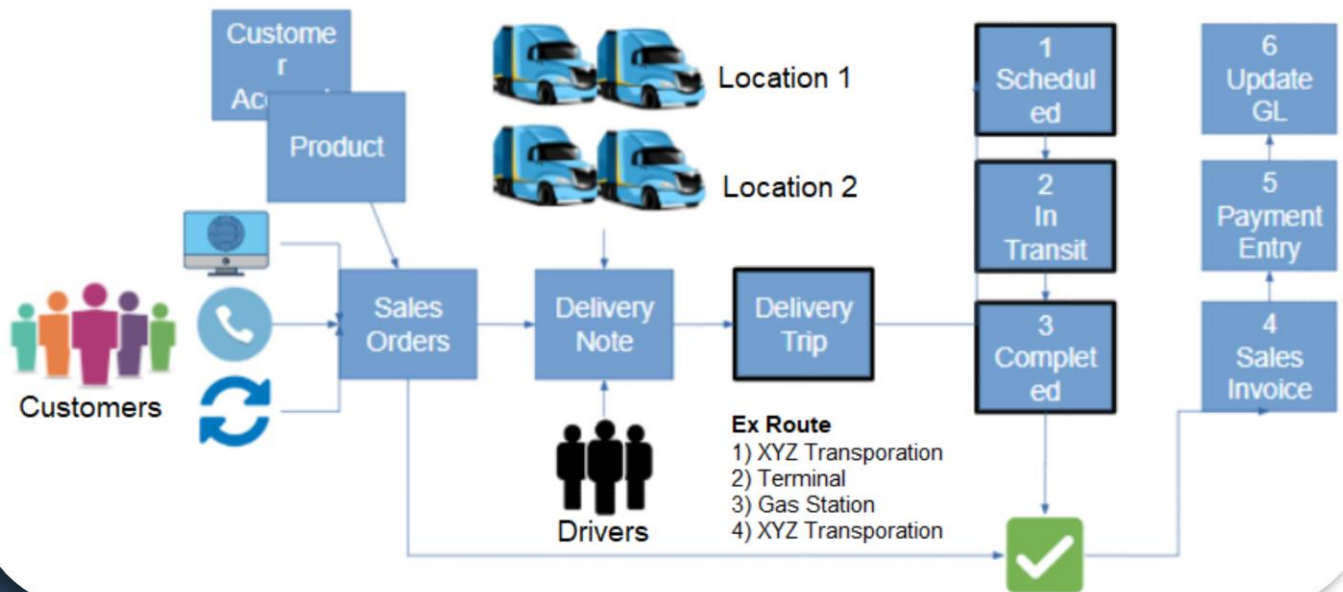 Custome
r
Product
Customers
Sales
Orders
Location 1
Location 2
Delivery
Note
Drivers
Delivery
Trip
Ex Route
1) XYZ Transporation
2) Terminal
3) Gas Station
4) XYZ Transporation
1
Schedul
ed
2
In
Transit
3
Complet
ed
4
Sales
Invoice
5
Payment
Entry
6
Update
GL